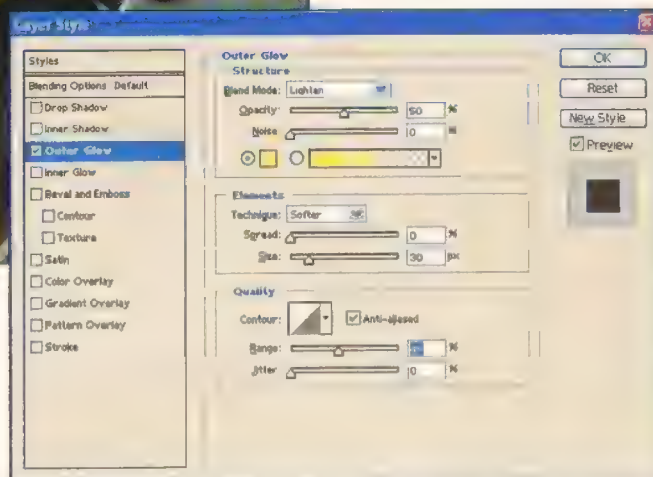 Styles
Blending Options: Default
Drop Shadow
Inner Shadow
Outer Glow
Inner Glow
Bevel and Emboss
Contour
Texture
Satin
Color Overlay
Gradient Overlay
Pattern Overlay
Stroke
Outer Glow
Structure
Blend Mode: Lighten
Opacity: 50 %
Noise 0 %
Elements
Technique: Softer
Spread: 0 %
Size: 30 px
Quality
Contour: Anti-aliased
Range: %
Jitter 0 %
OK
Reset
New Style
Preview